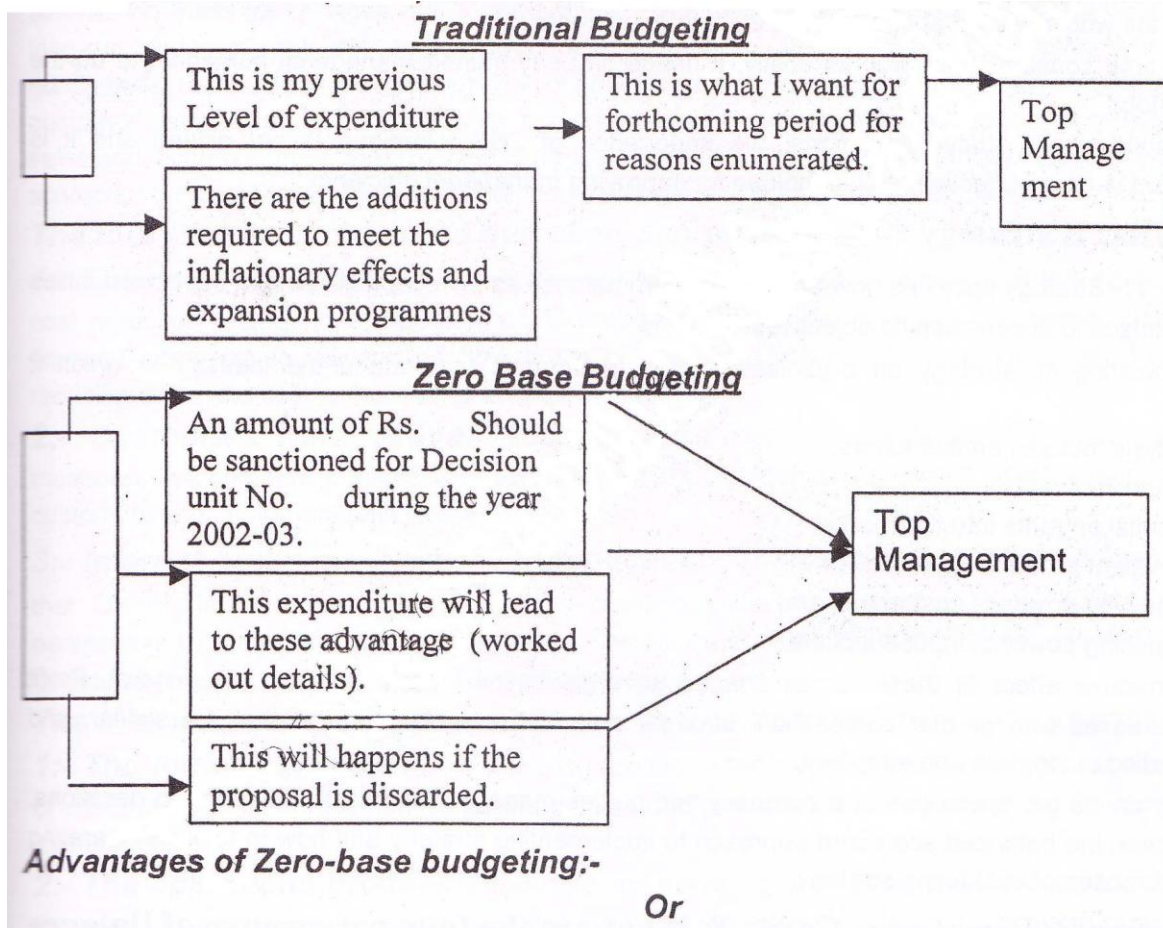 Traditional Budgeting
This is my previous
Level of expenditure
There are the additions
required to meet the
inflationary effects and
expansion programmes
This is what I want for
forthcoming period for
reasons enumerated.
Top
Manage
ment
Zero Base Budgeting
An amount of Rs. Should
be sanctioned for Decision
unit No. during the year
2002-03.
This expenditure will lead
to these advantage (worked
out details).
This will happens if the
proposal is discarded.
Top
Management
Advantages of Zero-base budgeting:-
Or